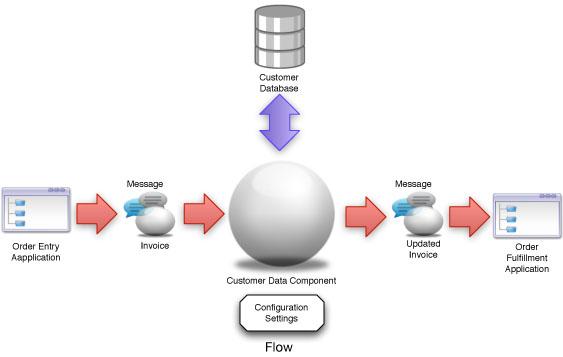 Customer
Database
Message
Message
Order Entry
Aapplication
Invoice
Updated
Invoice
Order
Fulfillment
Application
Customer Data Component
Configuration
Settings
Flow